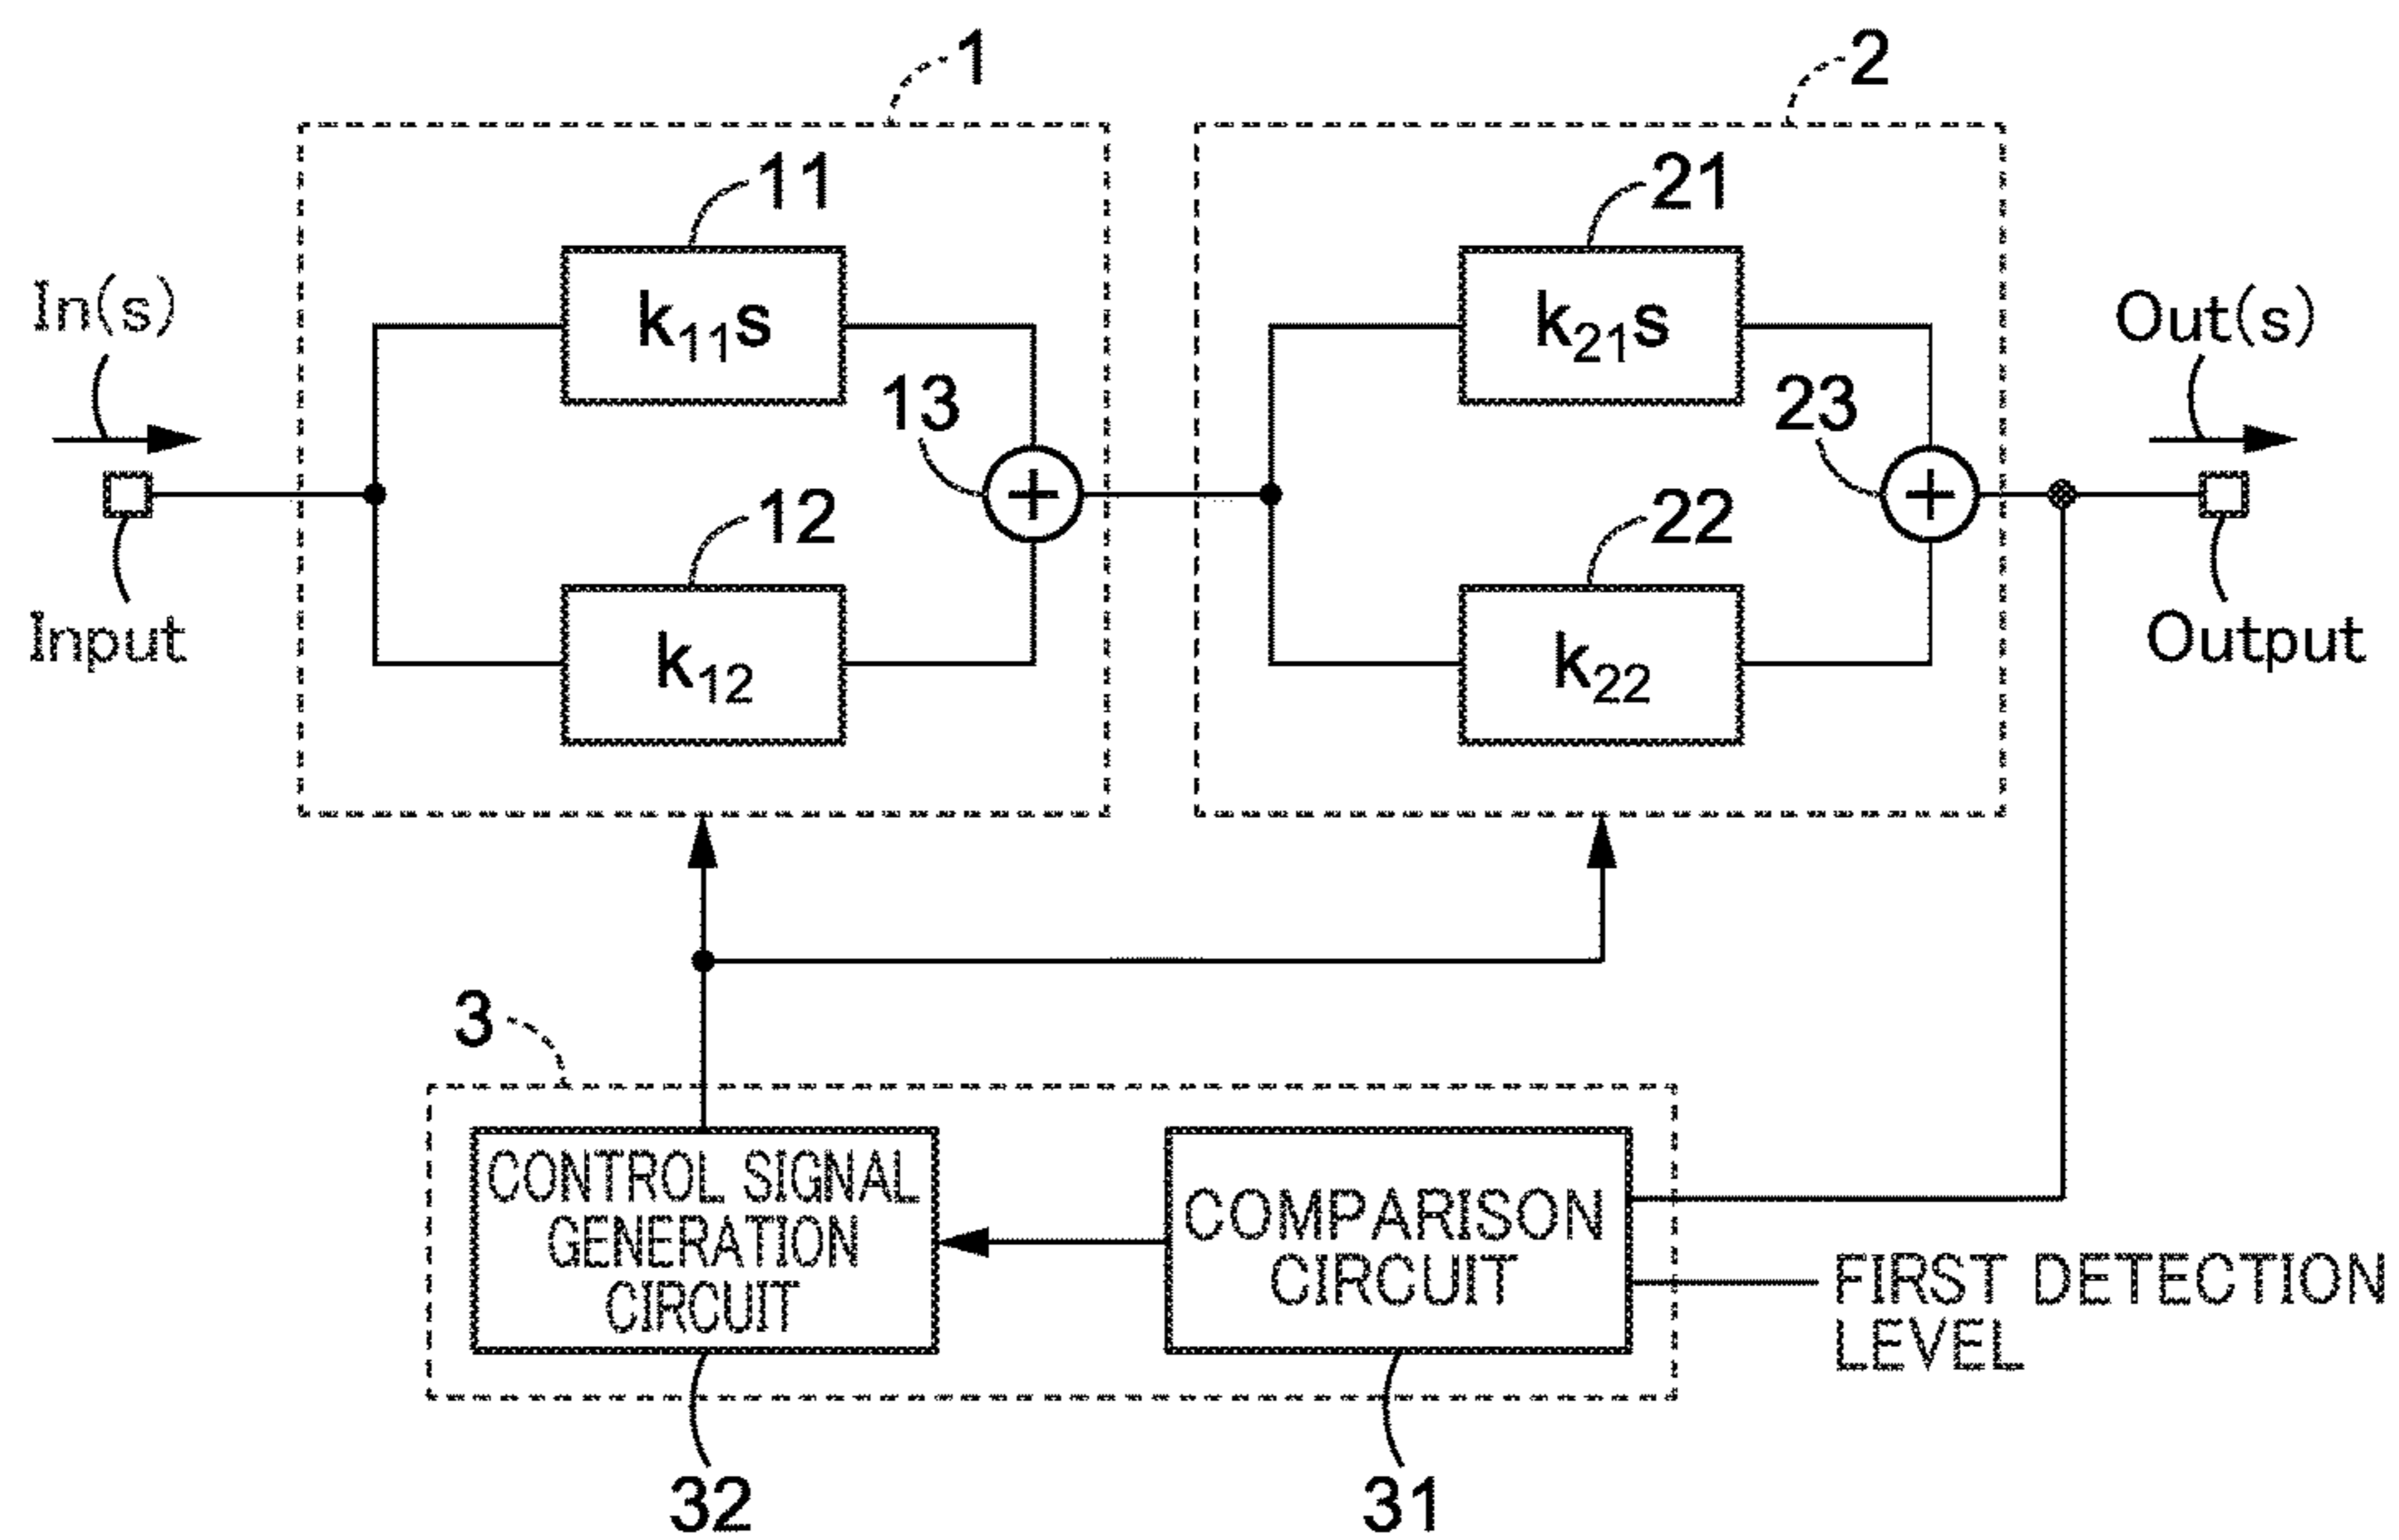 1
2
11
21
In(s)
k₁₁s
k₂₁s
Out(s)
13
23
12
22
Input
k₁₂
k₂₂
Output
3
CONTROL SIGNAL
GENERATION
CIRCUIT
COMPARISON
CIRCUIT
FIRST DETECTION
LEVEL
32
31